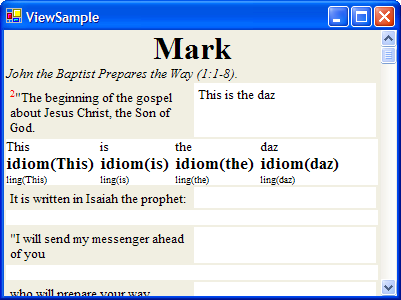 ViewSample
Mark
John the Baptist Prepares the Way (1:1-8).
2"The beginning of the gospel
about Jesus Christ, the Son of
God.
This is the daz
This is the daz
idiom(This) idiom(is) idiom(the) idiom(daz)
ling(This) ling(is) ling(the) ling(daz)
It is written in Isaiah the prophet:
"I will send my messenger ahead
of you
who will prepare your way